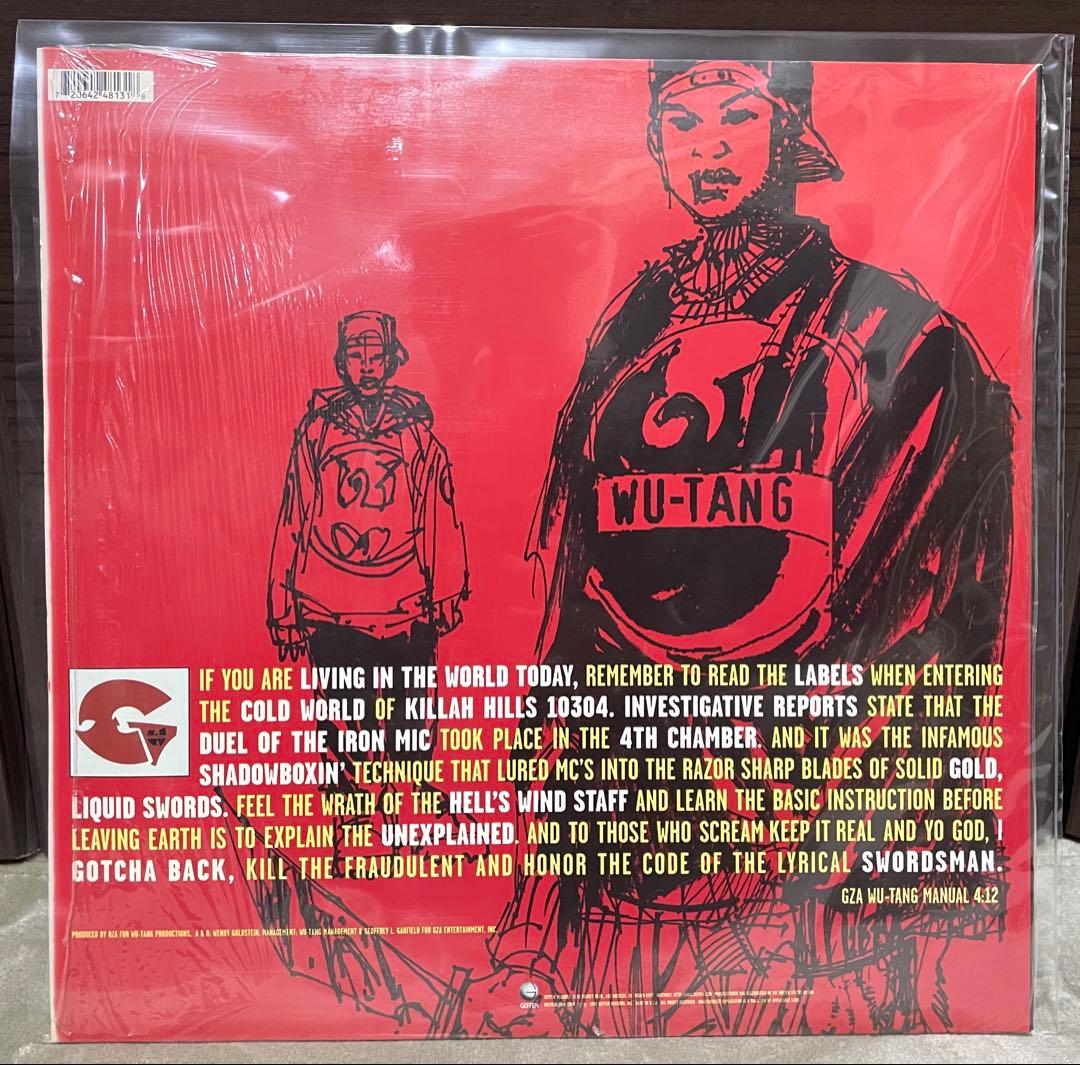 7 20642 48131 8
WU-TANG
IF YOU ARE LIVING IN THE WORLD TODAY, REMEMBER TO READ THE LABELS WHEN ENTERING
THE COLD WORLD OF KILLAH HILLS 10304. INVESTIGATIVE REPORTS STATE THAT THE
DUEL OF THE IRON MIC TOOK PLACE IN THE 4TH CHAMBER. AND IT WAS THE INFAMOUS
SHADOWBOXIN' TECHNIQUE THAT LURED MC'S INTO THE RAZOR SHARP BLADES OF SOLID GOLD,
LIQUID SWORDS. FEEL THE WRATH OF THE HELL'S WIND STAFF AND LEARN THE BASIC INSTRUCTION BEFORE
LEAVING EARTH IS TO EXPLAIN THE UNEXPLAINED. AND TO THOSE WHO SCREAM KEEP IT REAL AND YO GOD, I
GOTCHA BACK, KILL THE FRAUDULENT AND HONOR THE CODE OF THE LYRICAL SWORDSMAN.
GZA WU-TANG MANUAL 4:12
PRODUCED BY RZA FOR WU-TANG PRODUCTIONS. A & R: WENDY GOLDSTEIN. MANAGEMENT: WU-TANG MANAGEMENT & GEOFFREY L. GARFIELD FOR GZA ENTERTAINMENT, INC.
GEFFEN